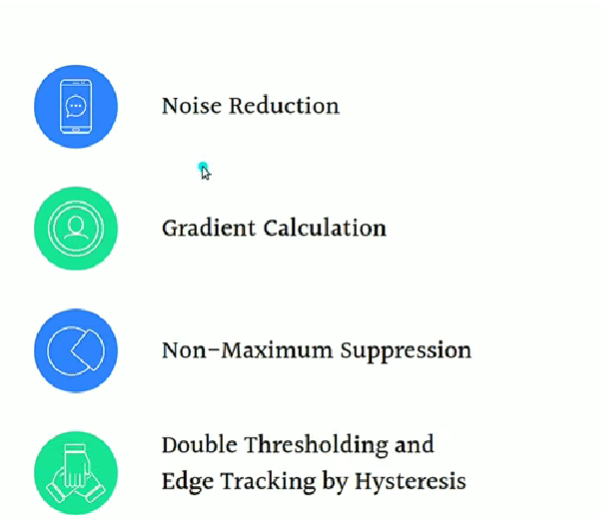 Noise Reduction
Gradient Calculation
Non-Maximum Suppression
Double Thresholding and
Edge Tracking by Hysteresis